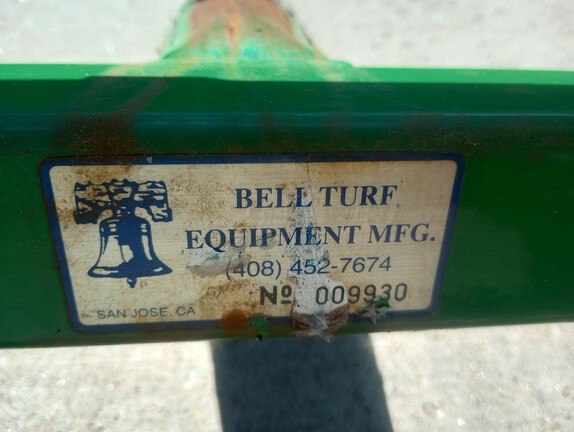 BELL TURF
EQUIPMENT MFG.
(408) 452-7674
Nº 009930
SAN JOSE, CA